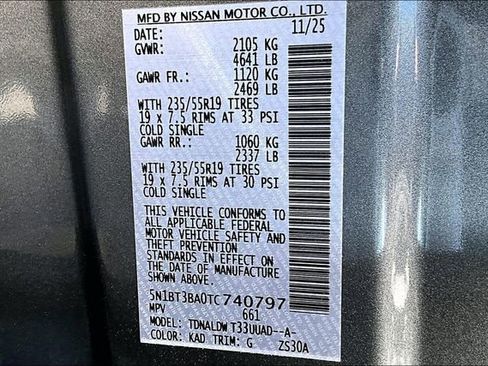 MFD BY NISSAN MOTOR CO., LTD.
DATE: 11/25
GVWR: 2105 KG
4641 LB
GAWR FR.: 1120 KG
2469 LB
WITH 235/55R19 TIRES
19 x 7.5 RIMS AT 33 PSI
COLD SINGLE
GAWR RR.: 1060 KG
2337 LB
WITH 235/55R19 TIRES
19 x 7.5 RIMS AT 30 PSI
COLD SINGLE
THIS VEHICLE CONFORMS TO
ALL APPLICABLE FEDERAL
MOTOR VEHICLE SAFETY AND
THEFT PREVENTION
STANDARDS IN EFFECT ON
THE DATE OF MANUFACTURE
SHOWN ABOVE.
5N1BT3BA0TC740797
MPV 661
MODEL: TDNALDW T33UUAD--A-
COLOR: KAD TRIM: G ZS30A